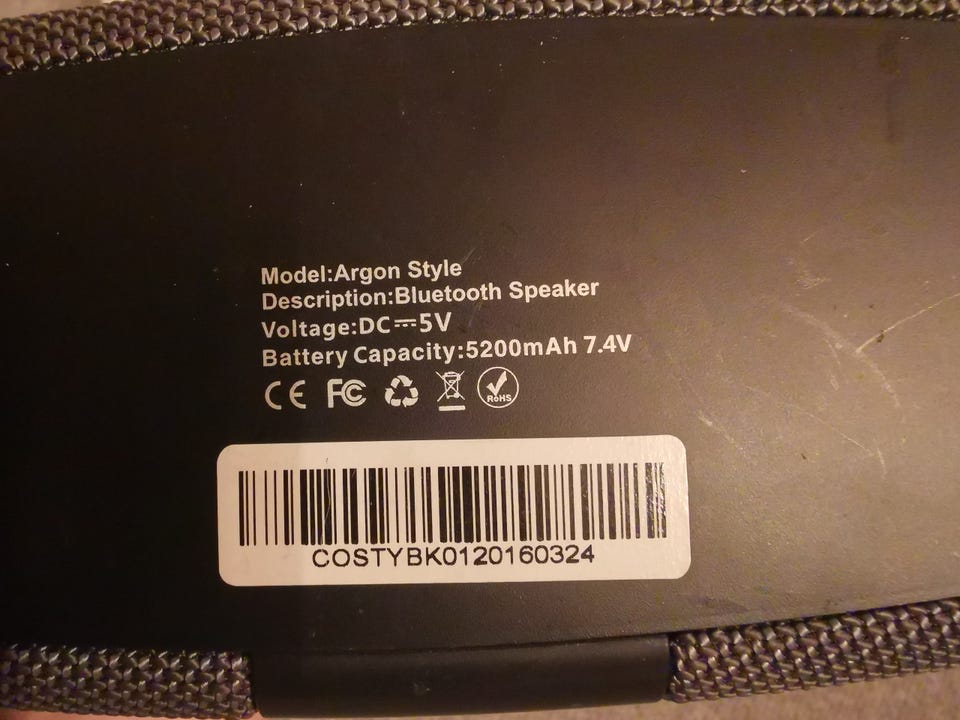 Model:Argon Style
Description:Bluetooth Speaker
Voltage:DC⎓5V
Battery Capacity:5200mAh 7.4V
CE FC RoHS
COSTYBK0120160324